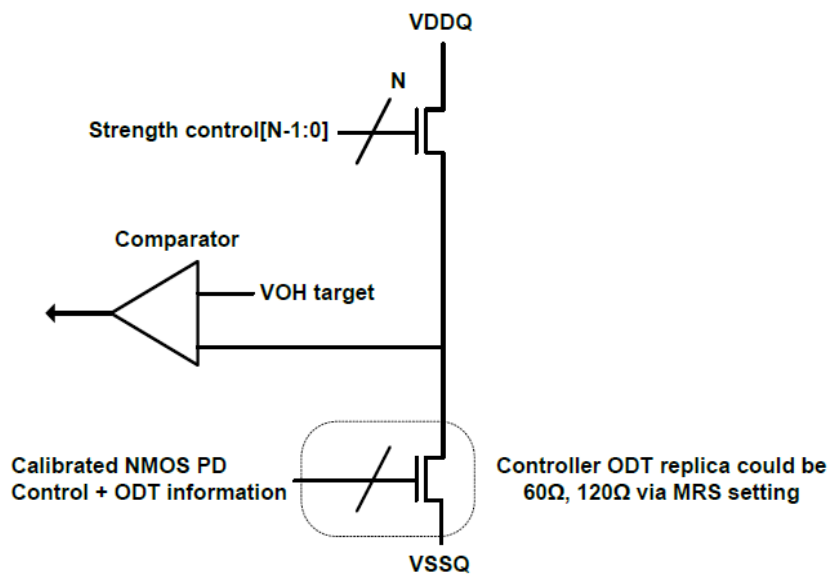 VDDQ
N
Strength control[N-1:0]
Comparator
VOH target
Calibrated NMOS PD
Control + ODT information
Controller ODT replica could be
60Ω, 120Ω via MRS setting
VSSQ